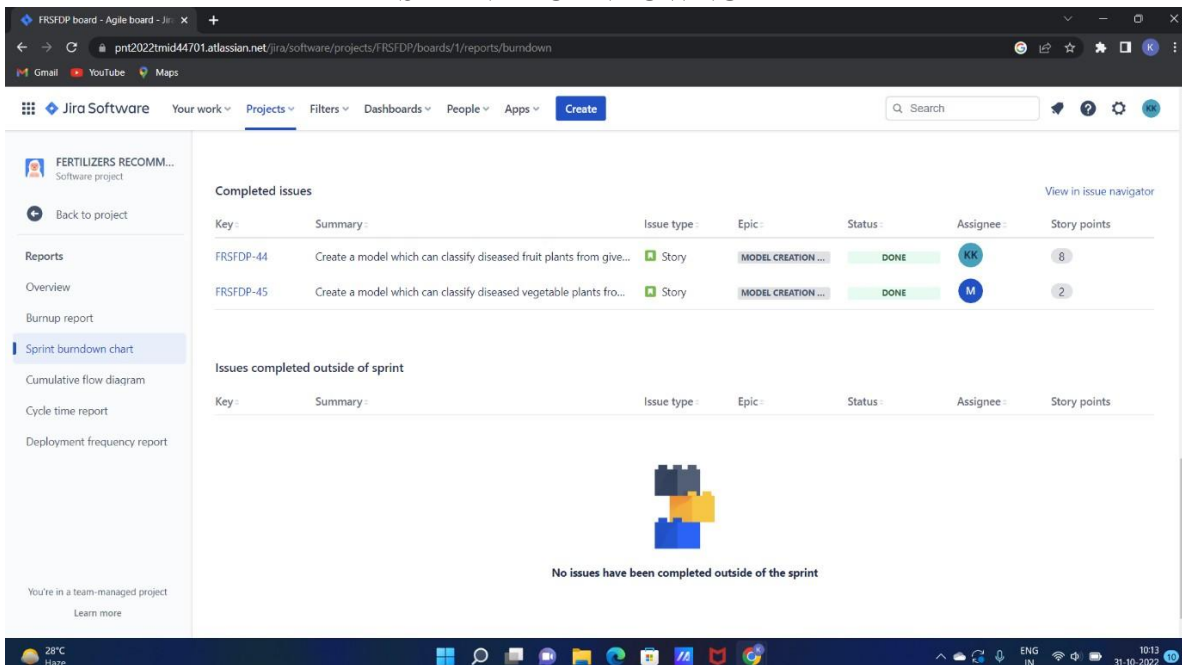 FRSFDP board - Agile board - Jir
pnt2022tmid44701.atlassian.net/jira/software/projects/FRSFDP/boards/1/reports/burndown
K
Gmail YouTube Maps
Jira Software Your work Projects Filters Dashboards People Apps Create Search KK
FERTILIZERS RECOMM...
Software project
Back to project
Reports
Overview
Burnup report
Sprint burndown chart
Cumulative flow diagram
Cycle time report
Deployment frequency report
You're in a team-managed project
Learn more
Completed issues View in issue navigator
Key Summary Issue type Epic Status Assignee Story points
FRSFDP-44 Create a model which can classify diseased fruit plants from give... Story MODEL CREATION ... DONE KK 8
FRSFDP-45 Create a model which can classify diseased vegetable plants fro... Story MODEL CREATION ... DONE M 2
Issues completed outside of sprint
Key Summary Issue type Epic Status Assignee Story points
No issues have been completed outside of the sprint
28°C
Haze
ENG
IN
10:13
31-10-2022
10